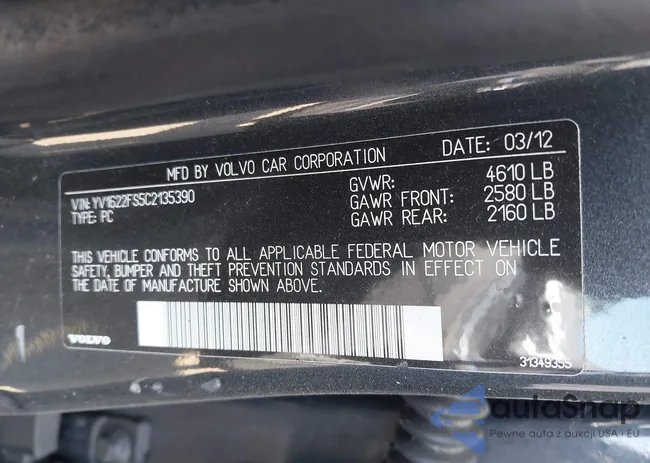 MFD BY VOLVO CAR CORPORATION
DATE: 03/12
VIN: YV1622FS5C2135390
TYPE: PC
GVWR: 4610 LB
GAWR FRONT: 2580 LB
GAWR REAR: 2160 LB
THIS VEHICLE CONFORMS TO ALL APPLICABLE FEDERAL MOTOR VEHICLE
SAFETY, BUMPER AND THEFT PREVENTION STANDARDS IN EFFECT ON
THE DATE OF MANUFACTURE SHOWN ABOVE.
VOLVO
31349355
autoSnap
Pewne auto z aukcji USA i EU